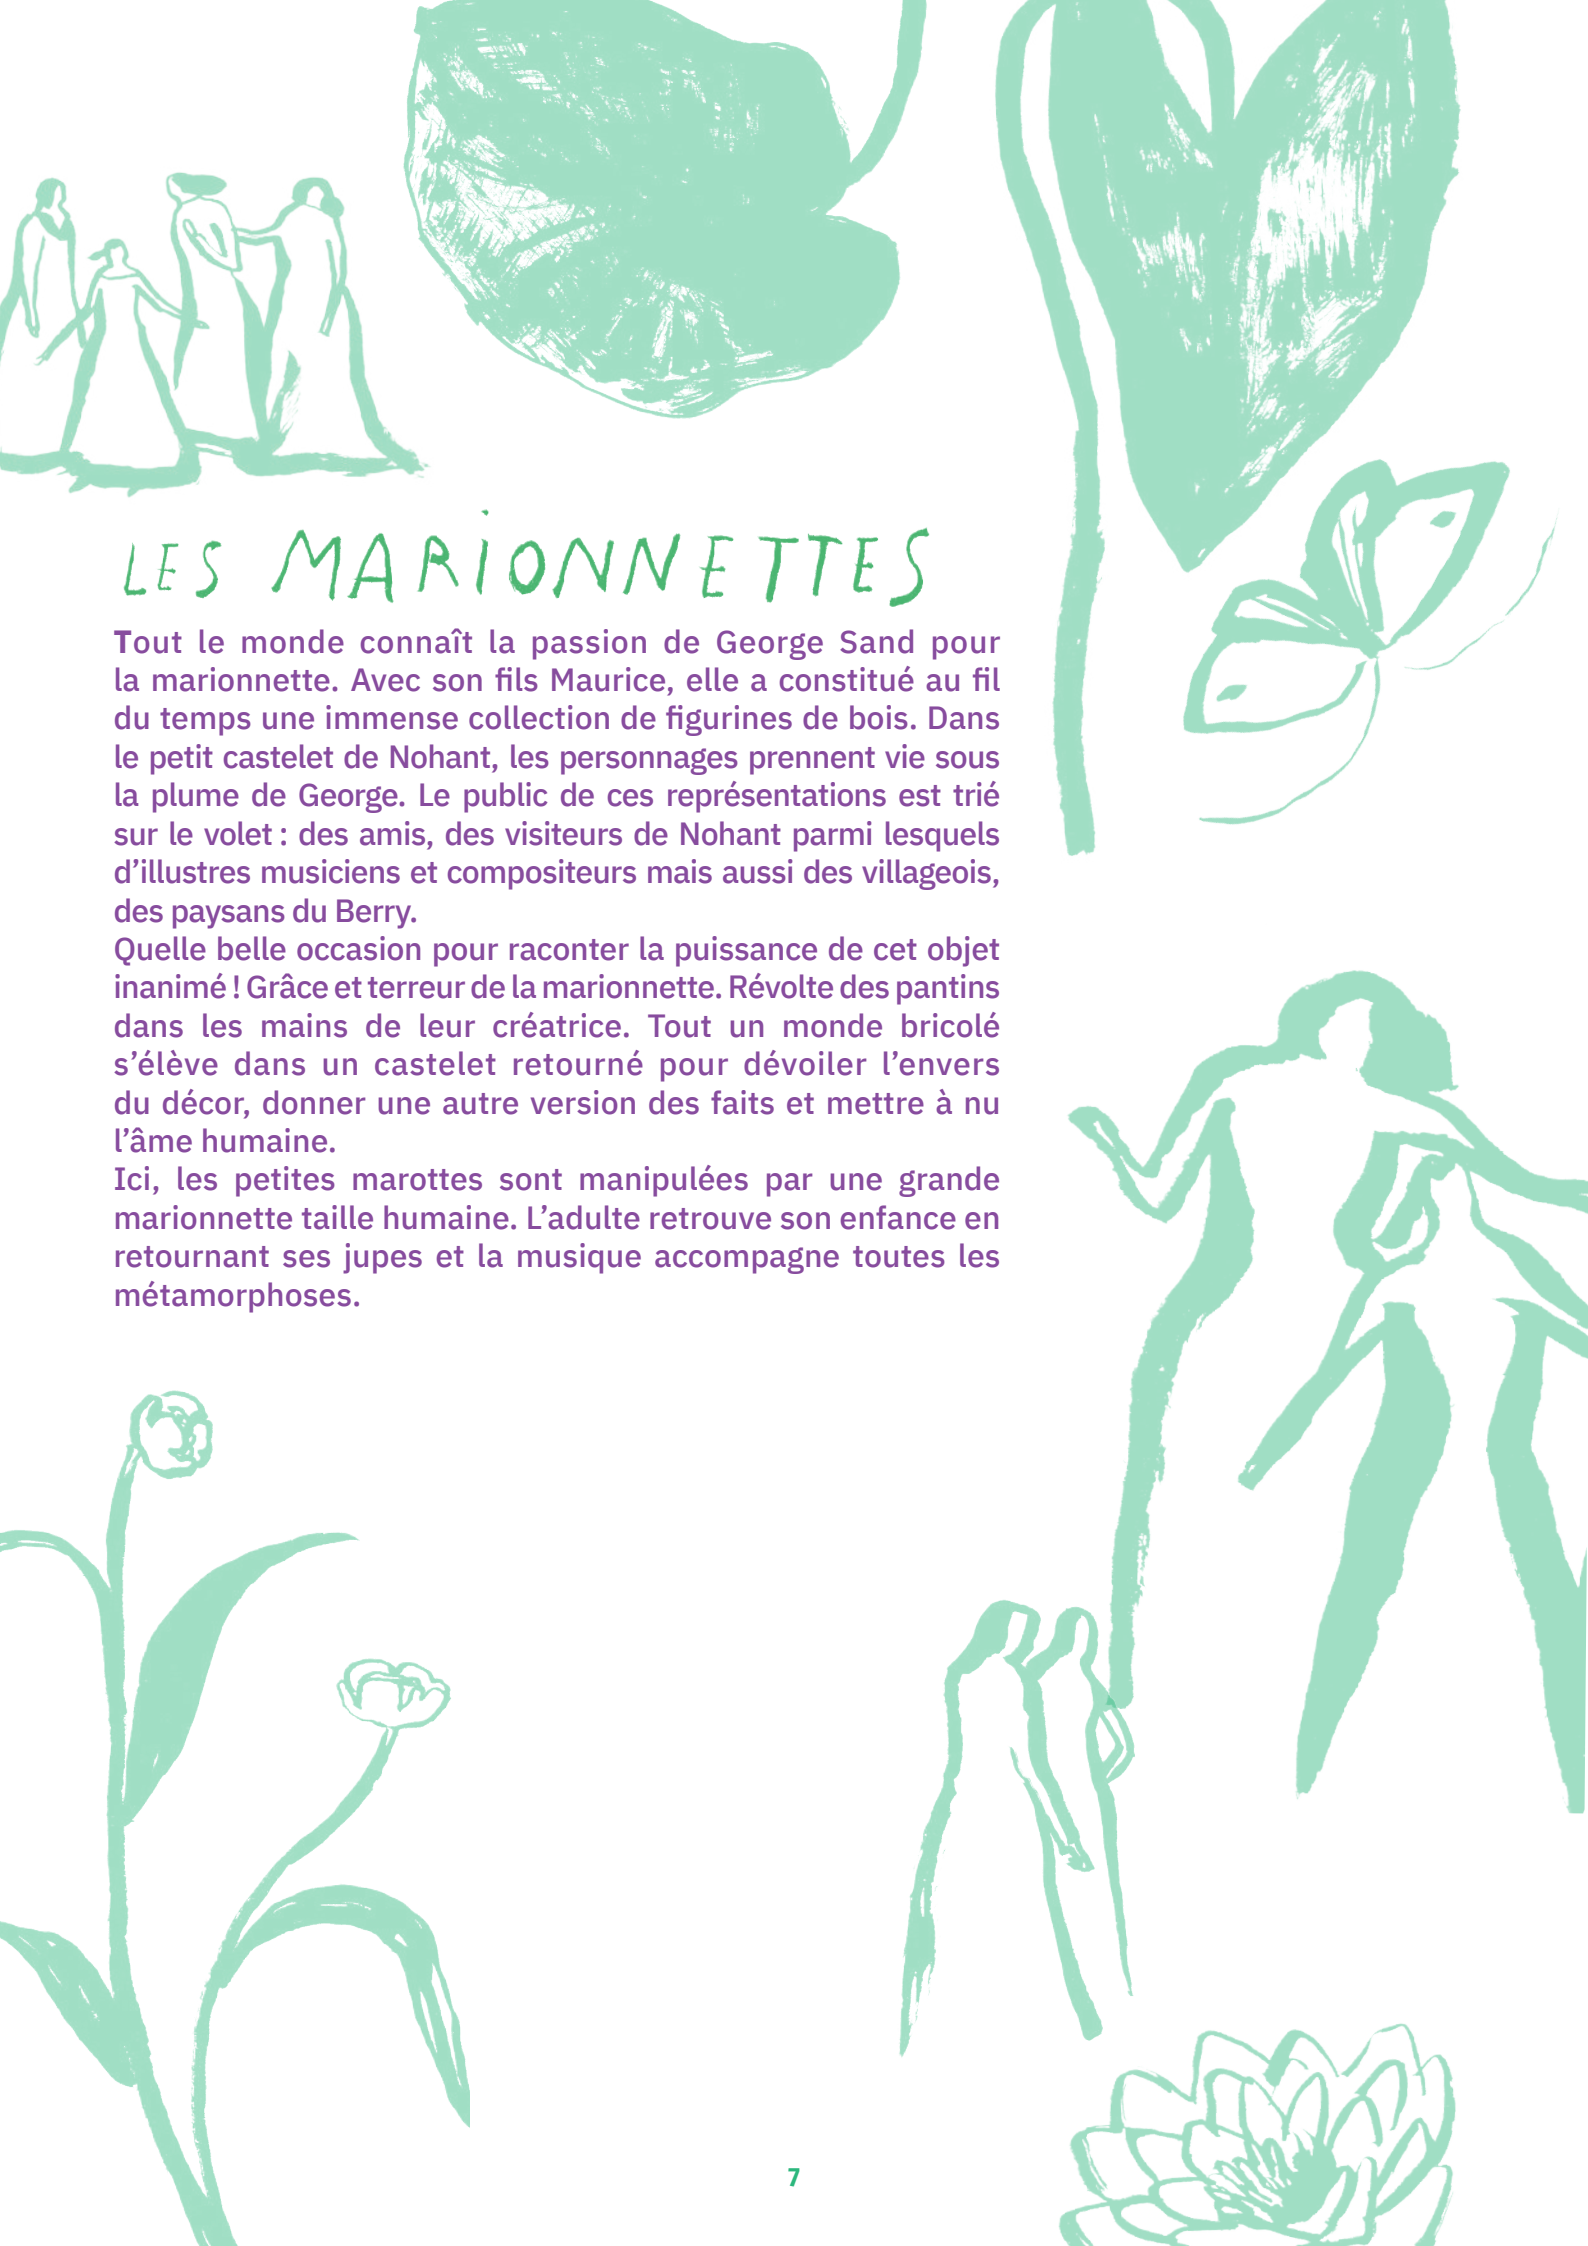 LES MARIONNETTES
Tout le monde connaît la passion de George Sand pour
la marionnette. Avec son fils Maurice, elle a constitué au fil
du temps une immense collection de figurines de bois. Dans
le petit castelet de Nohant, les personnages prennent vie sous
la plume de George. Le public de ces représentations est trié
sur le volet : des amis, des visiteurs de Nohant parmi lesquels
d’illustres musiciens et compositeurs mais aussi des villageois,
des paysans du Berry.
Quelle belle occasion pour raconter la puissance de cet objet
inanimé ! Grâce et terreur de la marionnette. Révolte des pantins
dans les mains de leur créatrice. Tout un monde bricolé
s’élève dans un castelet retourné pour dévoiler l’envers
du décor, donner une autre version des faits et mettre à nu
l’âme humaine.
Ici, les petites marottes sont manipulées par une grande
marionnette taille humaine. L’adulte retrouve son enfance en
retournant ses jupes et la musique accompagne toutes les
métamorphoses.
7